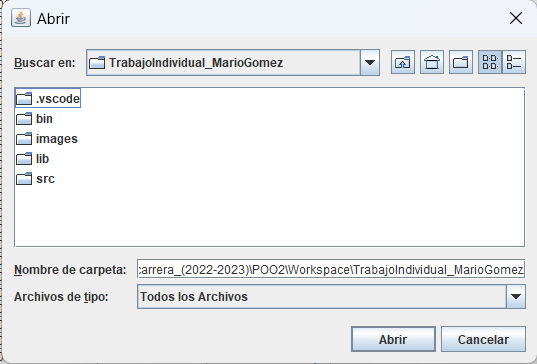 Abrir
Buscar en: TrabajoIndividual_MarioGomez
.vscode
bin
images
lib
src
Nombre de carpeta: carrera_(2022-2023)\POO2\Workspace\TrabajoIndividual_MarioGomez
Archivos de tipo: Todos los Archivos
Abrir Cancelar